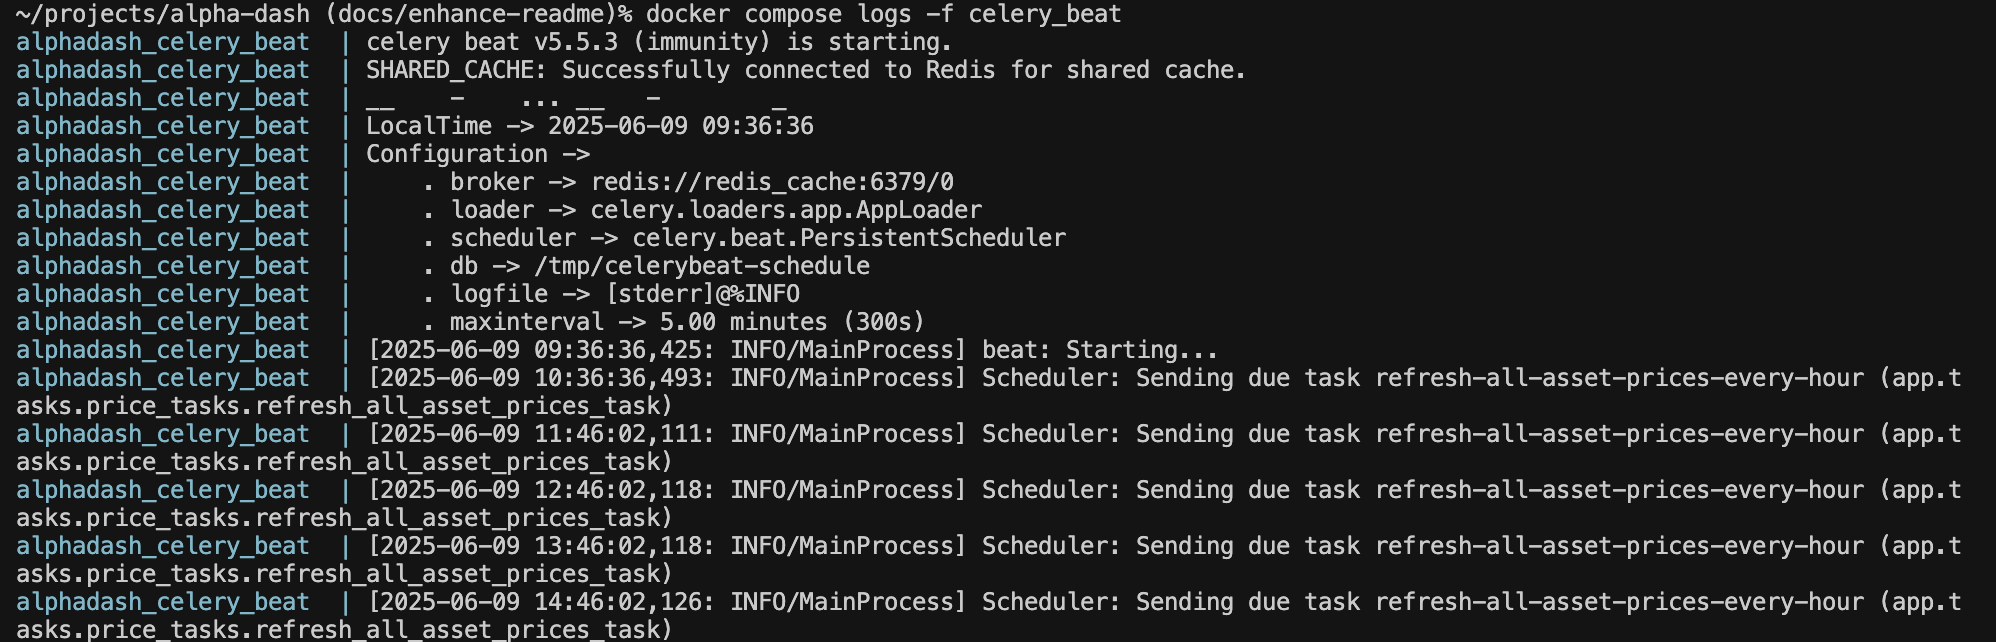 ~/projects/alpha-dash (docs/enhance-readme)% docker compose logs -f celery_beat
alphadash_celery_beat  | celery beat v5.5.3 (immunity) is starting.
alphadash_celery_beat  | SHARED_CACHE: Successfully connected to Redis for shared cache.
alphadash_celery_beat  | __    -    ... __   -        _
alphadash_celery_beat  | LocalTime -> 2025-06-09 09:36:36
alphadash_celery_beat  | Configuration ->
alphadash_celery_beat  |     . broker -> redis://redis_cache:6379/0
alphadash_celery_beat  |     . loader -> celery.loaders.app.AppLoader
alphadash_celery_beat  |     . scheduler -> celery.beat.PersistentScheduler
alphadash_celery_beat  |     . db -> /tmp/celerybeat-schedule
alphadash_celery_beat  |     . logfile -> [stderr]@%INFO
alphadash_celery_beat  |     . maxinterval -> 5.00 minutes (300s)
alphadash_celery_beat  | [2025-06-09 09:36:36,425: INFO/MainProcess] beat: Starting...
alphadash_celery_beat  | [2025-06-09 10:36:36,493: INFO/MainProcess] Scheduler: Sending due task refresh-all-asset-prices-every-hour (app.t
asks.price_tasks.refresh_all_asset_prices_task)
alphadash_celery_beat  | [2025-06-09 11:46:02,111: INFO/MainProcess] Scheduler: Sending due task refresh-all-asset-prices-every-hour (app.t
asks.price_tasks.refresh_all_asset_prices_task)
alphadash_celery_beat  | [2025-06-09 12:46:02,118: INFO/MainProcess] Scheduler: Sending due task refresh-all-asset-prices-every-hour (app.t
asks.price_tasks.refresh_all_asset_prices_task)
alphadash_celery_beat  | [2025-06-09 13:46:02,118: INFO/MainProcess] Scheduler: Sending due task refresh-all-asset-prices-every-hour (app.t
asks.price_tasks.refresh_all_asset_prices_task)
alphadash_celery_beat  | [2025-06-09 14:46:02,126: INFO/MainProcess] Scheduler: Sending due task refresh-all-asset-prices-every-hour (app.t
asks.price_tasks.refresh_all_asset_prices_task)